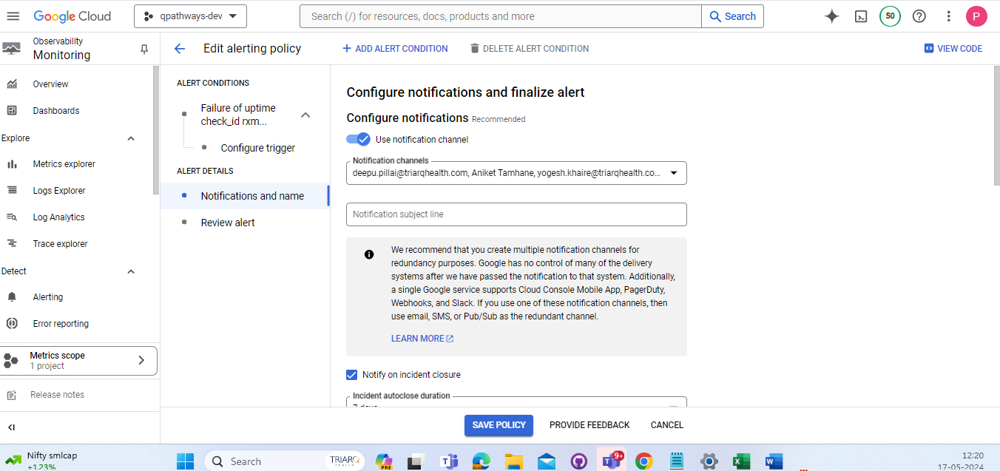 Google Cloud
qpathways-dev
Search (/) for resources, docs, products and more
Search
50
P
Observability
Monitoring
Edit alerting policy
ADD ALERT CONDITION
DELETE ALERT CONDITION
VIEW CODE
Overview
Dashboards
Explore
Metrics explorer
Logs Explorer
Log Analytics
Trace explorer
Detect
Alerting
Error reporting
Metrics scope
1 project
Release notes
ALERT CONDITIONS
Failure of uptime
check_id rxm...
Configure trigger
ALERT DETAILS
Notifications and name
Review alert
Configure notifications and finalize alert
Configure notifications Recommended
Use notification channel
Notification channels
deepu.pillai@triarqhealth.com, Aniket Tamhane, yogesh.khaire@triarqhealth.co...
Notification subject line
We recommend that you create multiple notification channels for
redundancy purposes. Google has no control of many of the delivery
systems after we have passed the notification to that system. Additionally,
a single Google service supports Cloud Console Mobile App, PagerDuty,
Webhooks, and Slack. If you use one of these notification channels, then
use email, SMS, or Pub/Sub as the redundant channel.
LEARN MORE
Notify on incident closure
Incident autoclose duration
7 days
SAVE POLICY
PROVIDE FEEDBACK
CANCEL
Nifty smlcap
+1.23%
Search
TRIARQ
HEALTH
PRE
9+
12:20
17-05-2024